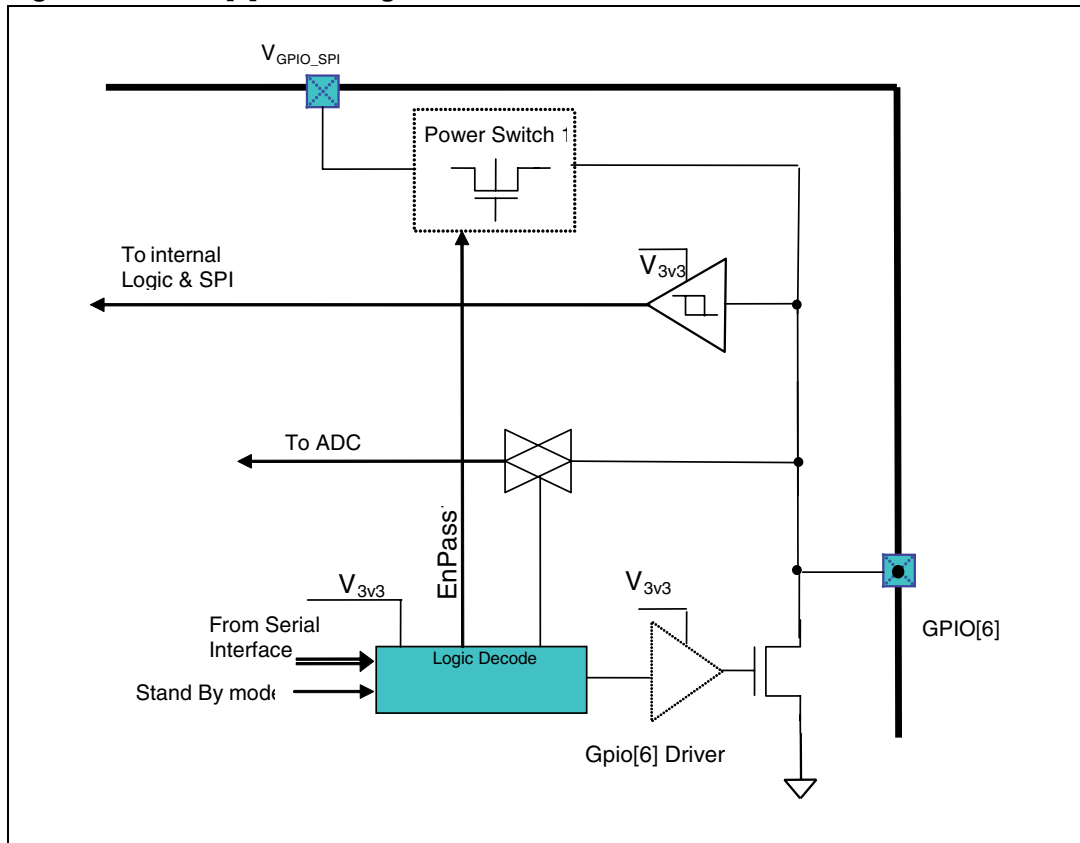 V GPIO_SPI
Power Switch 1
To internal
Logic & SPI
V3v3
To ADC
EnPass
V3v3
V3v3
From Serial
Interface
Logic Decode
GPIO[6]
Stand By mode
Gpio[6] Driver